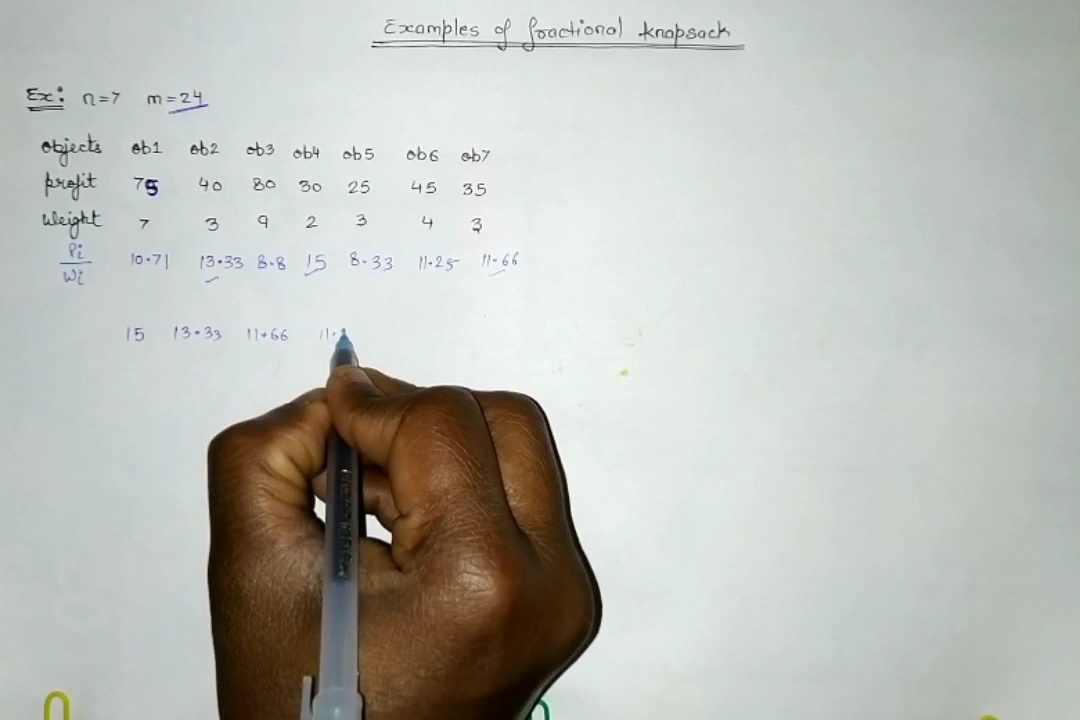 Examples of fractional knapsack
Ex: n=7 m=24
objects ob1 ob2 ob3 ob4 ob5 ob6 ob7
profit 75 40 80 30 25 45 35
Weight 7 3 9 2 3 4 3
Pi/Wi 10.71 13.33 8.8 15 8.33 11.25 11.66
15 13.33 11.66 11.